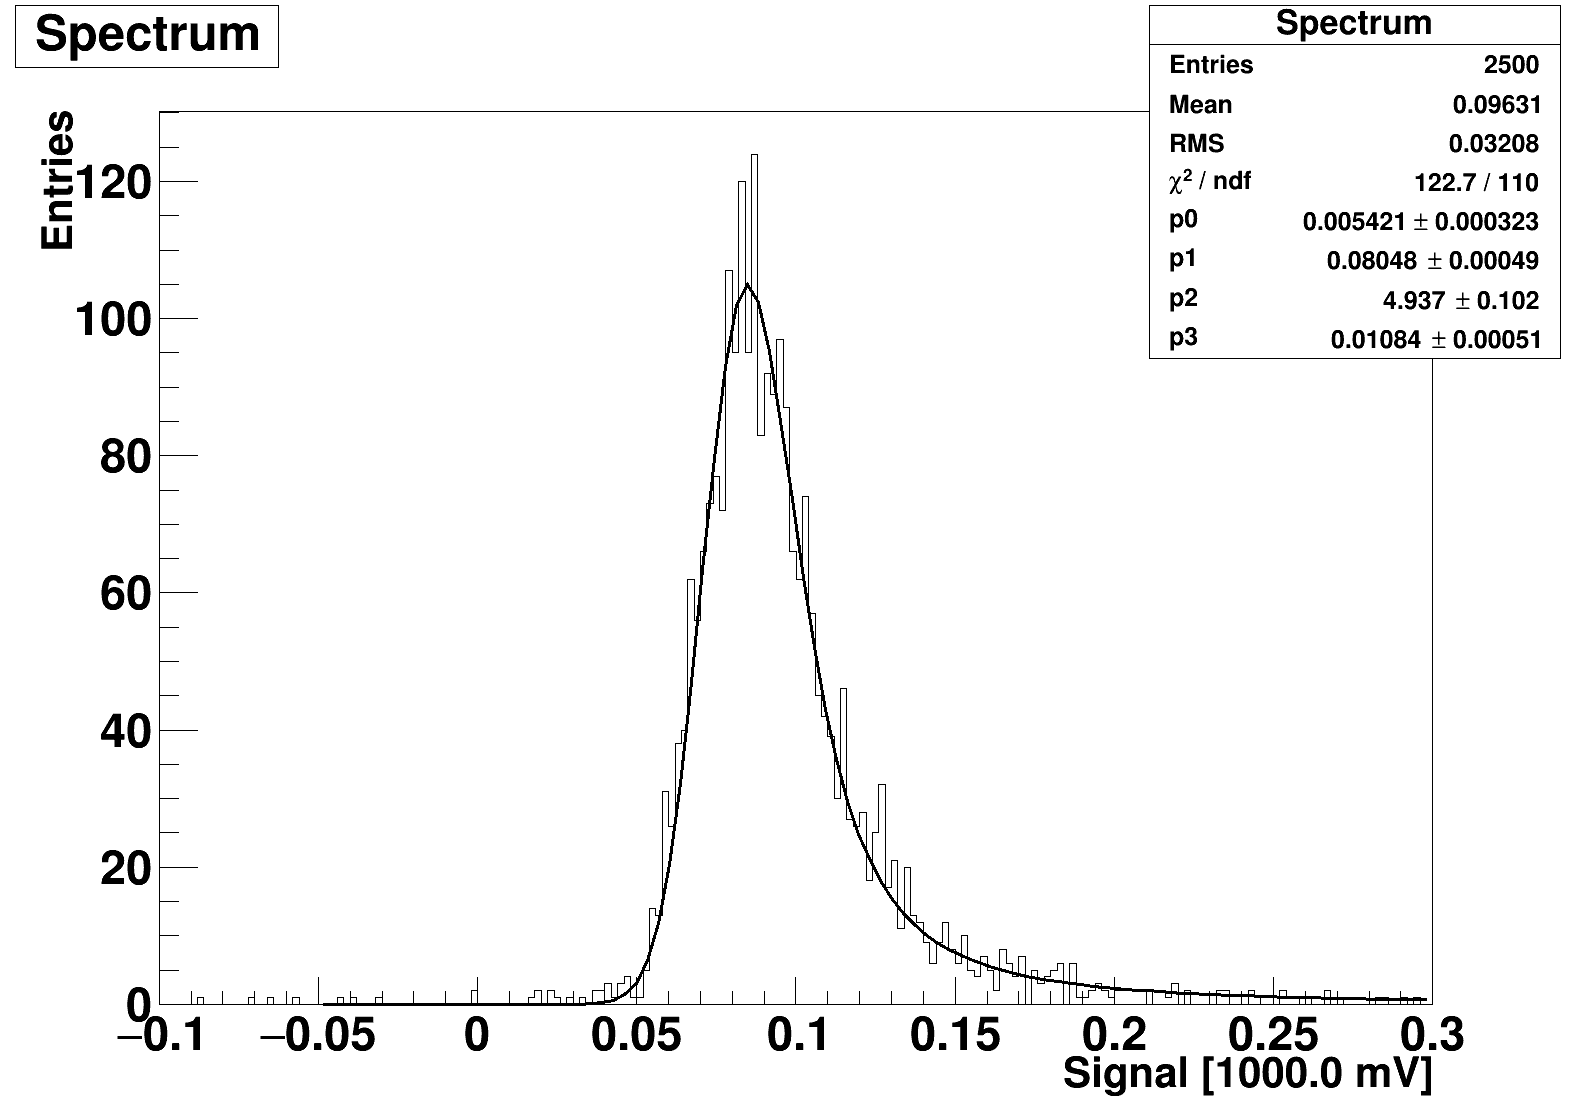 Spectrum
Spectrum
Entries 2500
Mean 0.09631
RMS 0.03208
χ² / ndf 122.7 / 110
p0 0.005421 ± 0.000323
p1 0.08048 ± 0.00049
p2 4.937 ± 0.102
p3 0.01084 ± 0.00051
Entries
120
100
80
60
40
20
0
−0.1 −0.05 0 0.05 0.1 0.15 0.2 0.25 0.3
Signal [1000.0 mV]